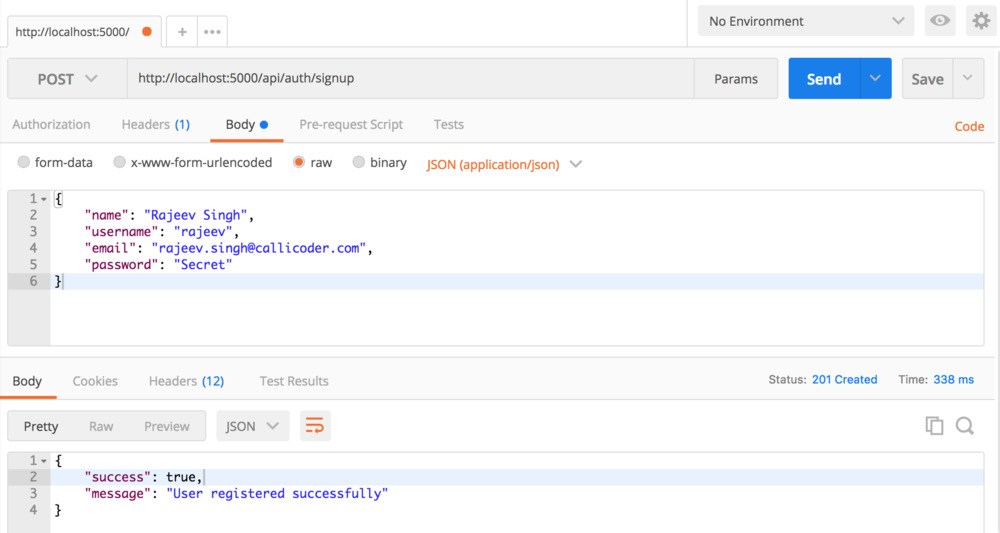 http://localhost:5000/ + ••• No Environment
POST http://localhost:5000/api/auth/signup Params Send Save
Authorization Headers (1) Body Pre-request Script Tests Code
form-data x-www-form-urlencoded raw binary JSON (application/json)
1 {
2 "name": "Rajeev Singh",
3 "username": "rajeev",
4 "email": "rajeev.singh@callicoder.com",
5 "password": "Secret"
6 }
Body Cookies Headers (12) Test Results Status: 201 Created Time: 338 ms
Pretty Raw Preview JSON
1 {
2 "success": true,
3 "message": "User registered successfully"
4 }